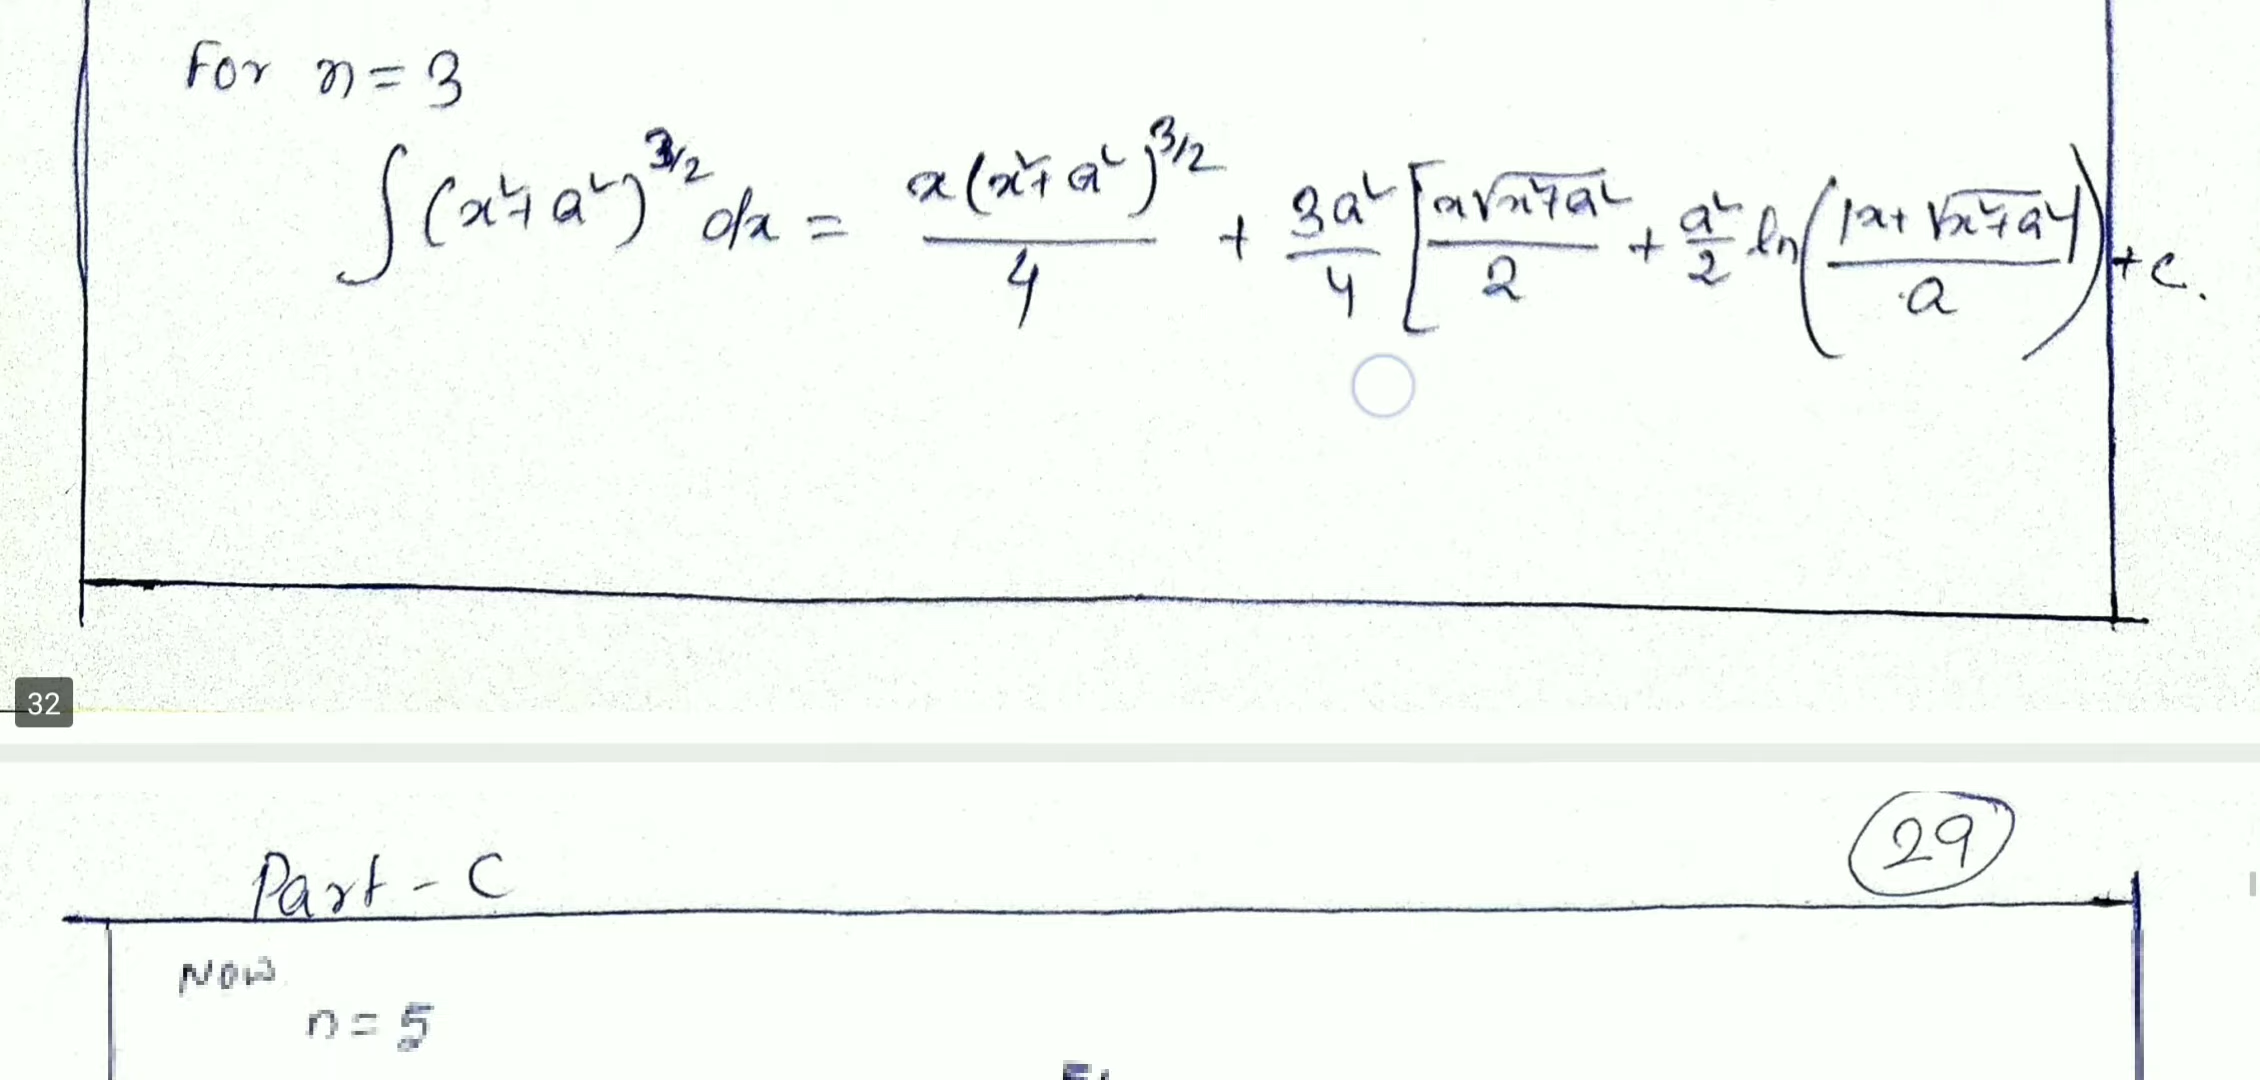 For n = 3
∫(x²+a²)^3/2 dx = x(x²+a²)^3/2 / 4 + 3a²/4 [x√x²+a² / 2 + a²/2 ln(|x+√x²+a²| / a) + c.
32
29
Part - C
Now
n = 5